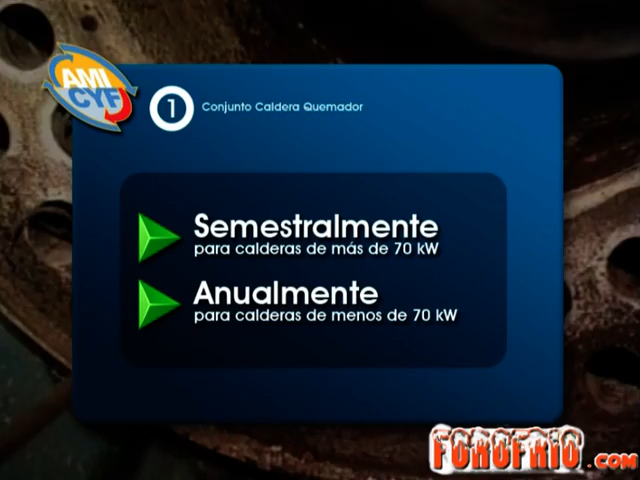 AMI
CYF
1 Conjunto Caldera Quemador
Semestralmente
para calderas de más de 70 kW
Anualmente
para calderas de menos de 70 kW
FOROFRIO.COM